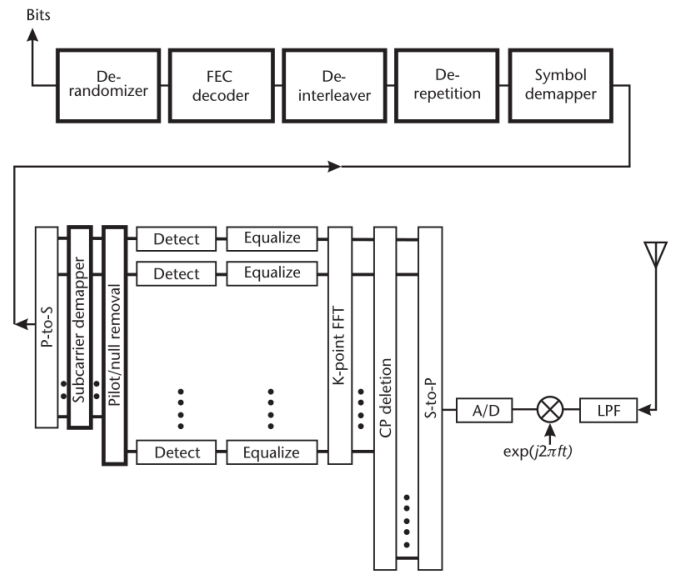 Bits
De-
randomizer
FEC
decoder
De-
interleaver
De-
repetition
Symbol
demapper
P-to-S
Subcarrier demapper
Pilot/null removal
Detect
Equalize
Detect
Equalize
Detect
Equalize
K-point FFT
CP deletion
S-to-P
A/D
LPF
exp(j2πft)